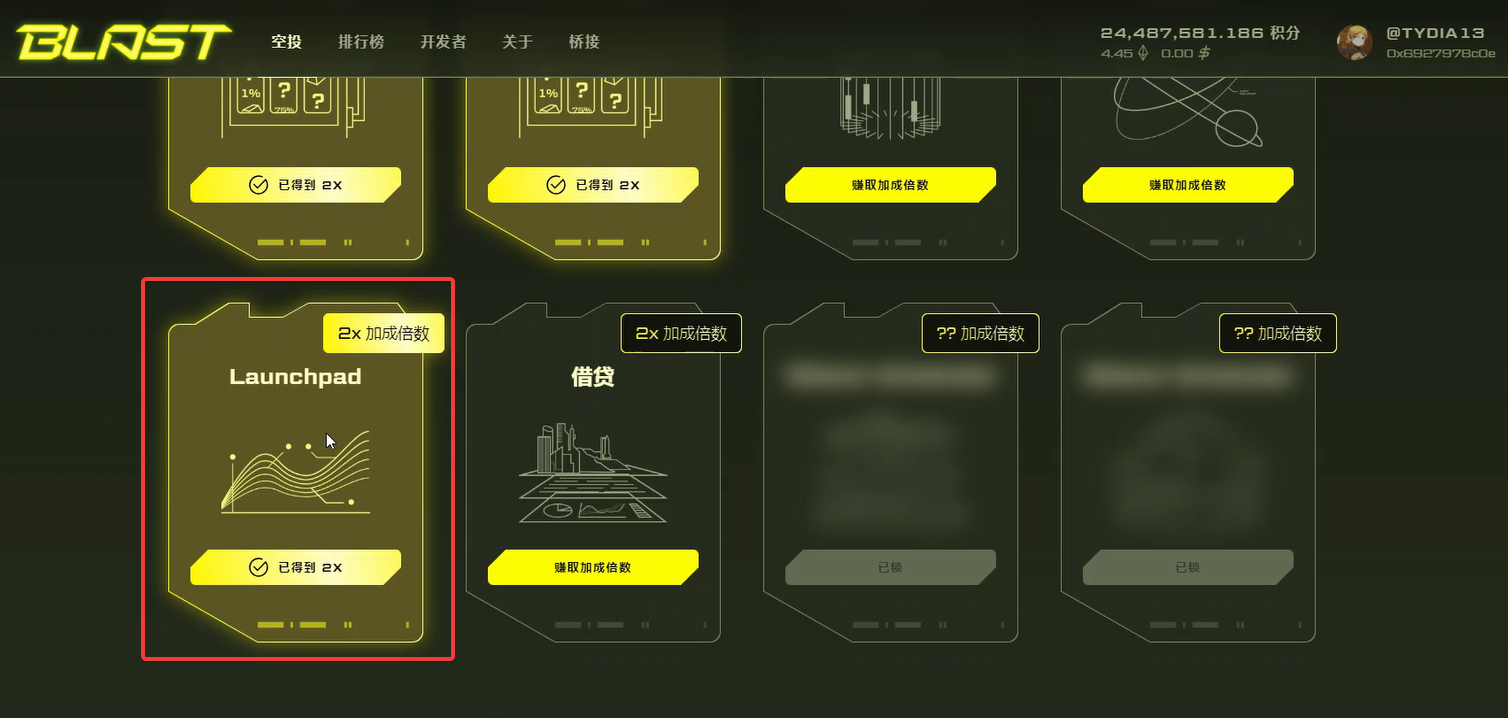 BLAST
空投 排行榜 开发者 关于 桥接
24,487,581.186 积分
4.45 0.00
@TYDIA13
0x6927978c0e
1% ? 75% ?
1% ? 75% ?
已得到 2X
已得到 2X
赚取加成倍数
赚取加成倍数
2x 加成倍数
Launchpad
已得到 2X
2x 加成倍数
借贷
赚取加成倍数
?? 加成倍数
已锁
?? 加成倍数
已锁